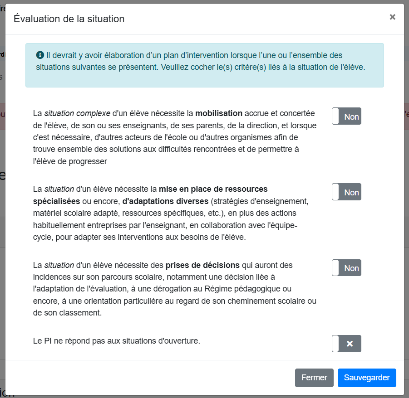 Évaluation de la situation
×
Il devrait y avoir élaboration d'un plan d'intervention lorsque l'une ou l'ensemble des
situations suivantes se présentent. Veuillez cocher le(s) critère(s) liés à la situation de l'élève.
La situation complexe d'un élève nécessite la mobilisation accrue et concertée
de l'élève, de son ou ses enseignants, de ses parents, de la direction, et lorsque
c'est nécessaire, d'autres acteurs de l'école ou d'autres organismes afin de
trouve ensemble des solutions aux difficultés rencontrées et de permettre à
l'élève de progresser
Non
La situation d'un élève nécessite la mise en place de ressources
spécialisées ou encore, d'adaptations diverses (stratégies d'enseignement,
matériel scolaire adapté, ressources spécifiques, etc.), en plus des actions
habituellement entreprises par l'enseignant, en collaboration avec l'équipe-
cycle, pour adapter ses interventions aux besoins de l'élève.
Non
La situation d'un élève nécessite des prises de décisions qui auront des
incidences sur son parcours scolaire, notamment une décision liée à
l'adaptation de l'évaluation, à une dérogation au Régime pédagogique ou
encore, à une orientation particulière au regard de son cheminement scolaire ou
de son classement.
Non
Le PI ne répond pas aux situations d'ouverture.
Fermer
Sauvegarder